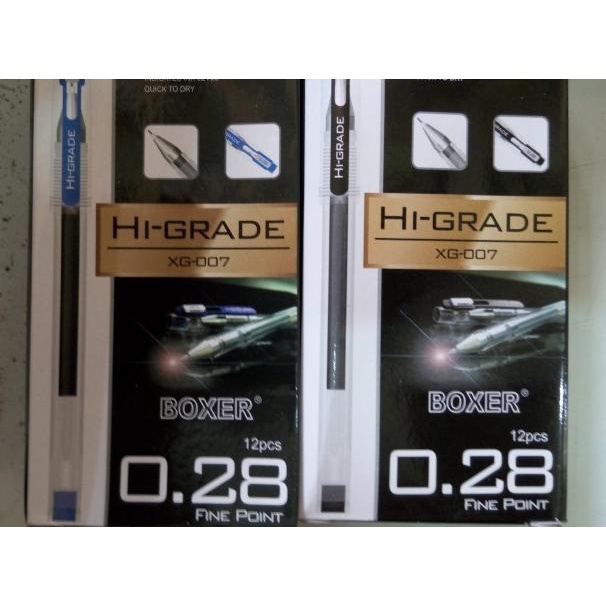 QUICK TO DRY
HI-GRADE
HI-GRADE
XG-007
BOXER®
12pcs
0.28
FINE POINT
HI-GRADE
HI-GRADE
XG-007
BOXER®
12pcs
0.28
FINE POINT